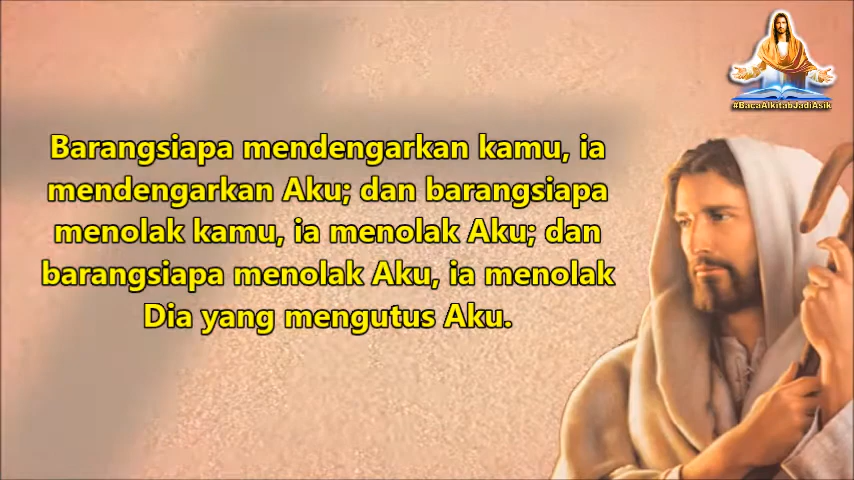 #BacaAlkitabJadiAsik
Barangsiapa mendengarkan kamu, ia
mendengarkan Aku; dan barangsiapa
menolak kamu, ia menolak Aku; dan
barangsiapa menolak Aku, ia menolak
Dia yang mengutus Aku.